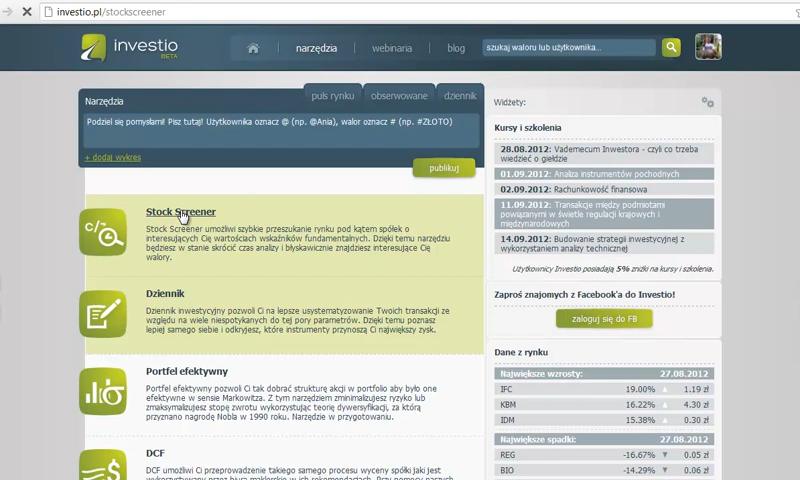 investio.pl/stockscreener
investio
BETA
narzędzia
webinaria
blog
szukaj waloru lub użytkownika...
Narzędzia
puls rynku
obserwowane
dziennik
Podziel się pomysłami! Pisz tutaj! Użytkownika oznacz @ (np. @Ania), walor oznacz # (np. #ZŁOTO)
+ dodaj wykres
publikuj
Stock Screener
Stock Screener umożliwi szybkie przeszukanie rynku pod kątem spółek o
interesujących Cię wartościach wskaźników fundamentalnych. Dzięki temu narzędziu
będziesz w stanie skrócić czas analizy i błyskawicznie znajdziesz interesujące Cię
walory.
Dziennik
Dziennik inwestycyjny pozwoli Ci na lepsze usystematyzowanie Twoich transakcji ze
względu na wiele niespotykanych do tej pory parametrów. Dzięki temu poznasz
lepiej samego siebie i odkryjesz, które instrumenty przynoszą Ci największy zysk.
Portfel efektywny
Portfel efektywny pozwoli Ci tak dobrać strukturę akcji w portfolio aby było one
efektywne w sensie Markowitza. Z tym narzędziem zminimalizujesz ryzyko lub
zmaksymalizujesz stopę zwrotu wykorzystując teorię dywersyfikacji, za którą
przyznano nagrodę Nobla w 1990 roku. Narzędzie w przygotowaniu.
DCF
DCF umożliwi Ci przeprowadzenie takiego samego procesu wyceny spółki jaki jest
Widżety:
Kursy i szkolenia
28.08.2012: Vademecum Inwestora - czyli co trzeba
wiedzieć o giełdzie
01.09.2012: Analiza instrumentów pochodnych
02.09.2012: Rachunkowość finansowa
11.09.2012: Transakcje między podmiotami
powiązanymi w świetle regulacji krajowych i
międzynarodowych
14.09.2012: Budowanie strategii inwestycyjnej z
wykorzystaniem analizy technicznej
Użytkownicy Investio posiadają 5% zniżki na kursy i szkolenia.
Zaproś znajomych z Facebook'a do Investio!
zaloguj się do FB
Dane z rynku
Największe wzrosty: 27.08.2012
IFC 19.00% 1.19 zł
KBM 16.22% 4.30 zł
IDM 15.38% 0.30 zł
Największe spadki: 27.08.2012
REG -16.67% 0.05 zł
BIO -14.29% 0.06 zł